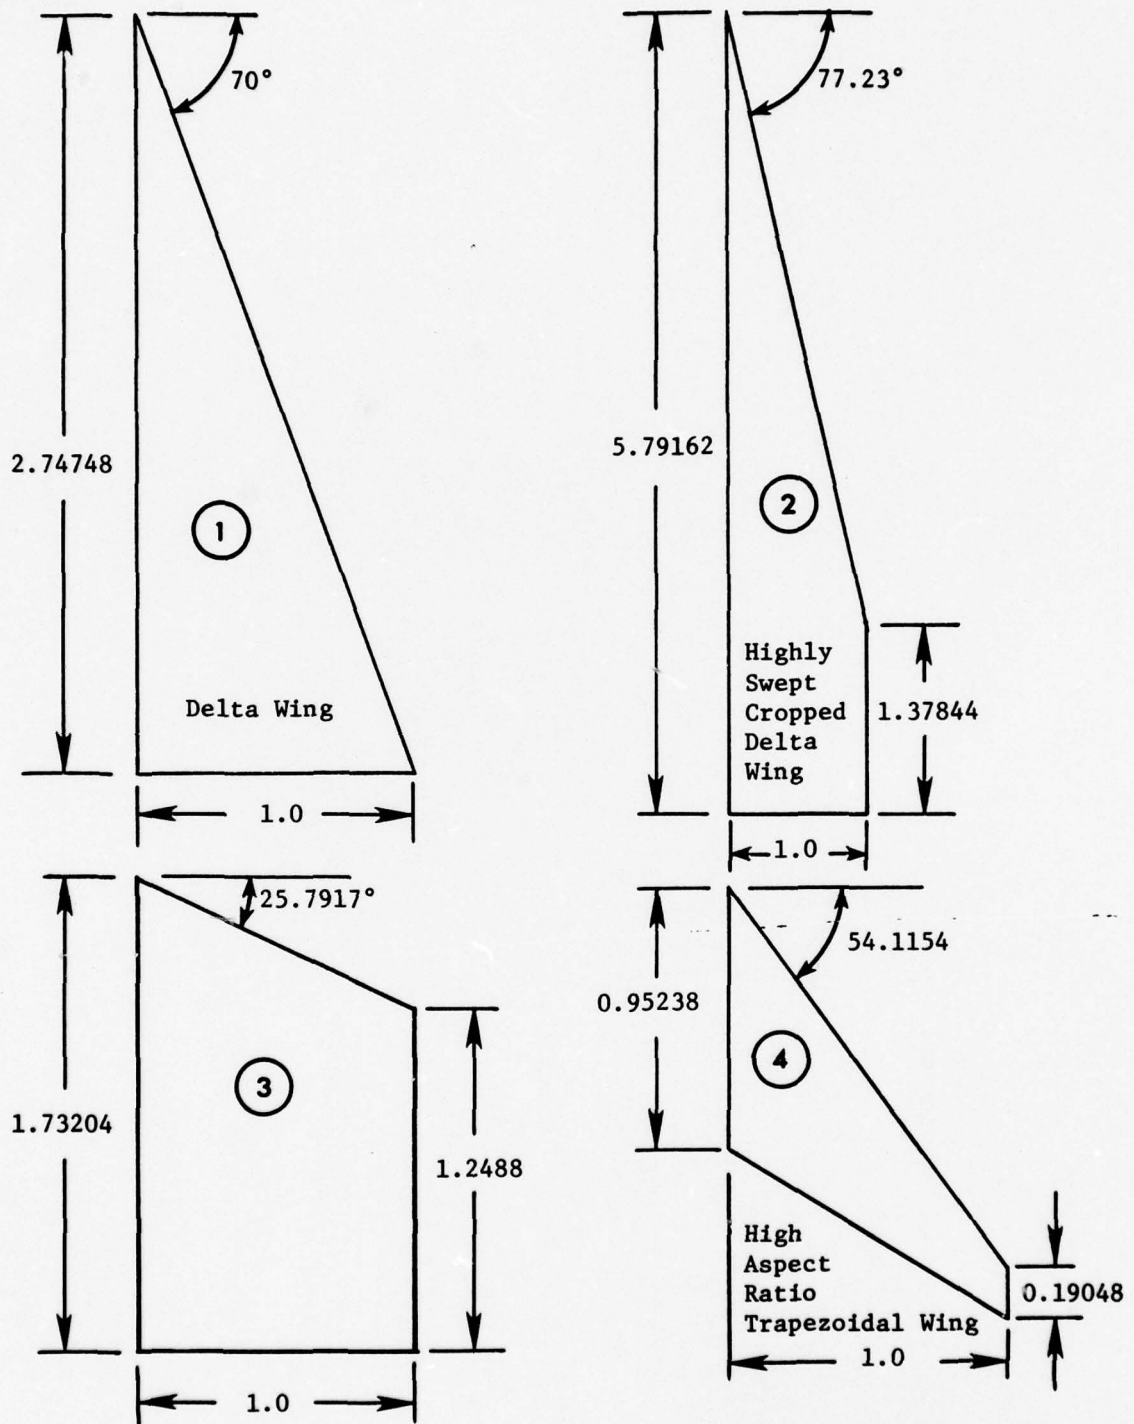 70°
2.74748
1
Delta Wing
1.0
77.23°
5.79162
2
Highly
Swept
Cropped
Delta
Wing
1.37844
1.0
25.7917°
1.73204
3
1.2488
1.0
54.1154
0.95238
4
High
Aspect
Ratio
Trapezoidal Wing
0.19048
1.0